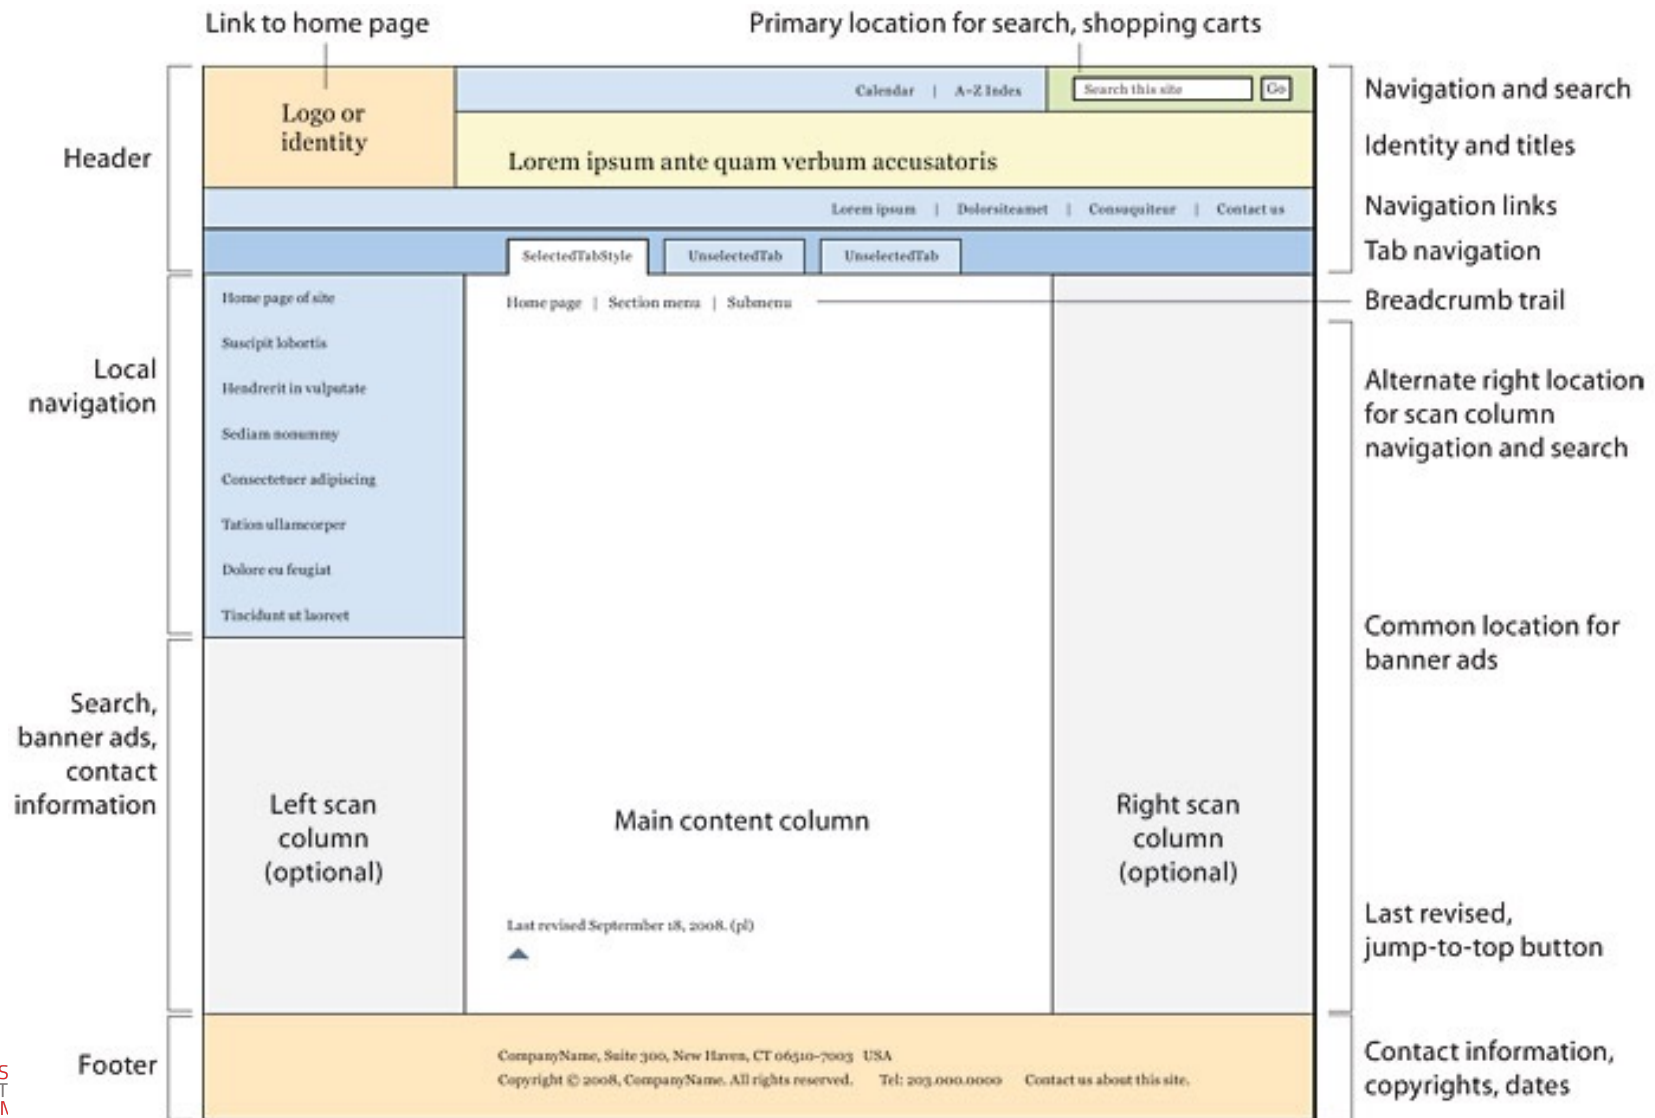 Link to home page
Primary location for search, shopping carts
Header
Logo or
identity
Calendar | A–Z Index
Search this site
Go
Lorem ipsum ante quam verbum accusatoris
Lorem ipsum | Dolorsiteamet | Consuquiteur | Contact us
SelectedTabStyle
UnselectedTab
UnselectedTab
Navigation and search
Identity and titles
Navigation links
Tab navigation
Breadcrumb trail
Home page | Section menu | Submenu
Local
navigation
Home page of site
Suscipit lobortis
Hendrerit in vulputate
Sediam nonummy
Consectetuer adipiscing
Tation ullamcorper
Dolore eu feugiat
Tincidunt ut laoreet
Alternate right location
for scan column
navigation and search
Common location for
banner ads
Search,
banner ads,
contact
information
Left scan
column
(optional)
Main content column
Right scan
column
(optional)
Last revised Septermber 18, 2008. (pl)
Last revised,
jump-to-top button
Footer
CompanyName, Suite 300, New Haven, CT 06510-7003 USA
Copyright © 2008, CompanyName. All rights reserved. Tel: 203.000.0000 Contact us about this site.
Contact information,
copyrights, dates